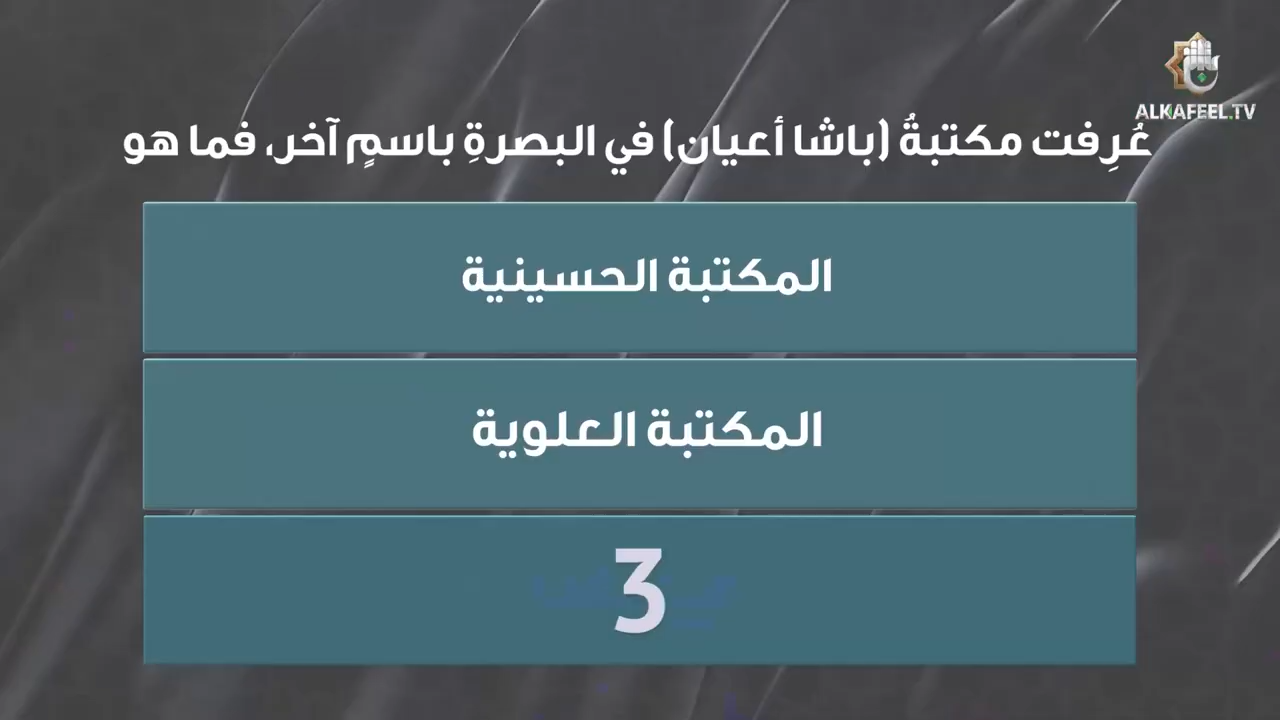 ALKAFEEL.TV
عُرِفت مكتبةُ (باشا أعيان) في البصرةِ باسمٍ آخر، فما هو
المكتبة الحسينية
المكتبة العلوية
3